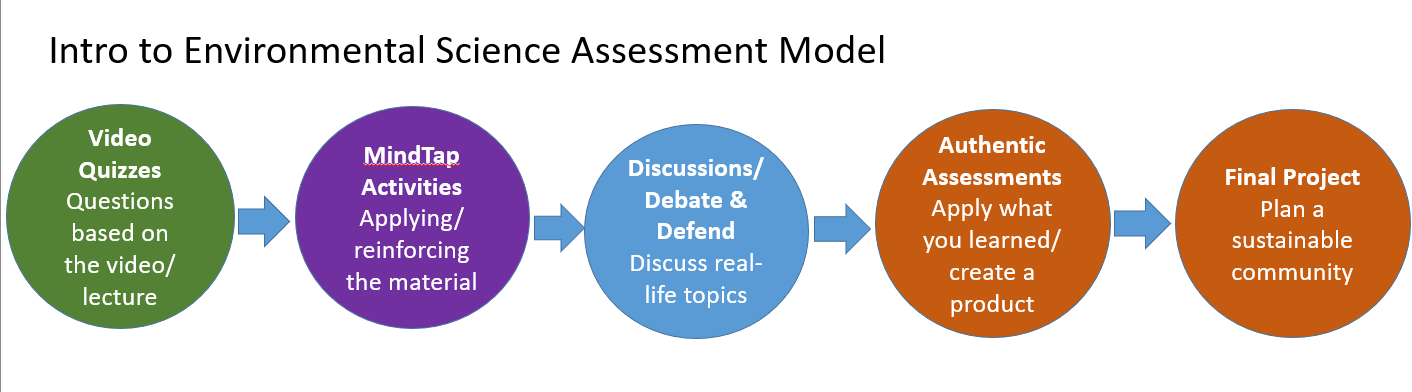 Intro to Environmental Science Assessment Model
Video
Quizzes
Questions
based on
the video/
lecture
MindTap
Activities
Applying/
reinforcing
the material
Discussions/
Debate &
Defend
Discuss real-
life topics
Authentic
Assessments
Apply what
you learned/
create a
product
Final Project
Plan a
sustainable
community